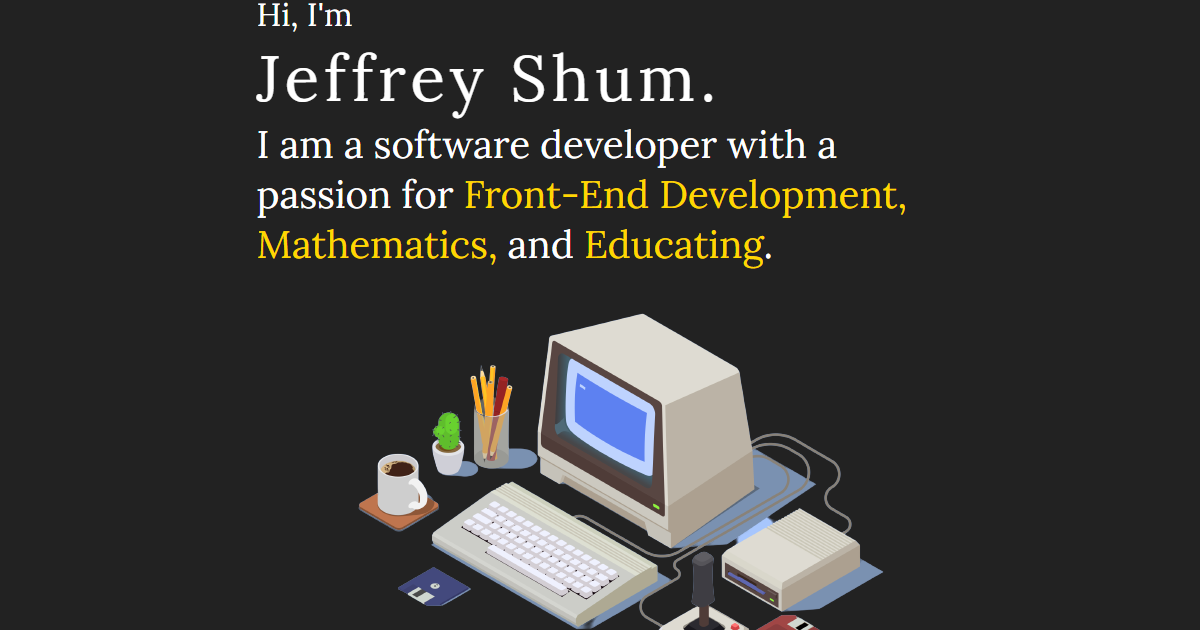 Hi, I'm
Jeffrey Shum.
I am a software developer with a
passion for Front-End Development,
Mathematics, and Educating.